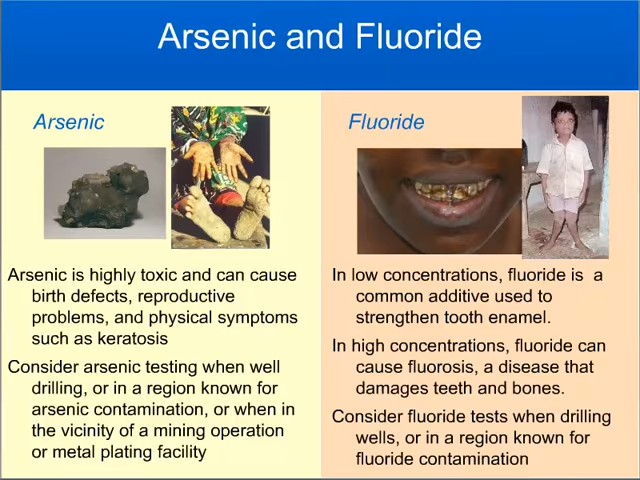 Arsenic and Fluoride
Arsenic
Arsenic is highly toxic and can cause
birth defects, reproductive
problems, and physical symptoms
such as keratosis
Consider arsenic testing when well
drilling, or in a region known for
arsenic contamination, or when in
the vicinity of a mining operation
or metal plating facility
Fluoride
In low concentrations, fluoride is  a
common additive used to
strengthen tooth enamel.
In high concentrations, fluoride can
cause fluorosis, a disease that
damages teeth and bones.
Consider fluoride tests when drilling
wells, or in a region known for
fluoride contamination